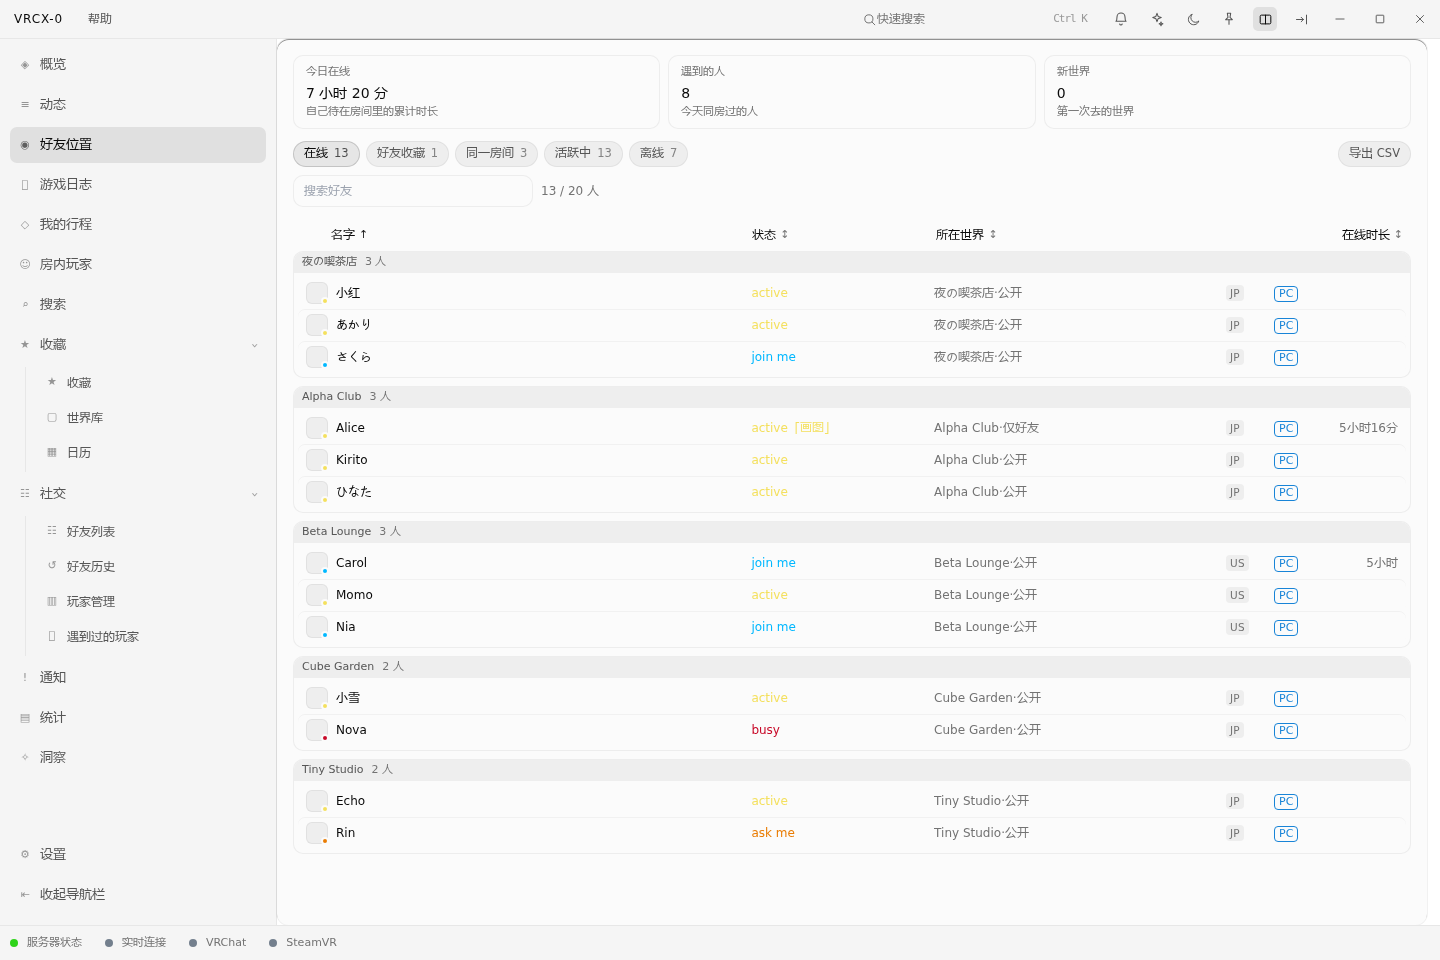 VRCX-0 帮助 快速搜索 Ctrl K
概览
动态
好友位置
游戏日志
我的行程
房内玩家
搜索
收藏
收藏
世界库
日历
社交
好友列表
好友历史
玩家管理
遇到过的玩家
通知
统计
洞察
设置
收起导航栏
今日在线
7 小时 20 分
自己待在房间里的累计时长
遇到的人
8
今天同房过的人
新世界
0
第一次去的世界
在线 13 好友收藏 1 同一房间 3 活跃中 13 离线 7 导出 CSV
搜索好友 13 / 20 人
名字 ↑ 状态 ↕ 所在世界 ↕ 在线时长 ↕
夜の喫茶店 3 人
小红 active 夜の喫茶店·公开 JP PC
あかり active 夜の喫茶店·公开 JP PC
さくら join me 夜の喫茶店·公开 JP PC
Alpha Club 3 人
Alice active「画图」 Alpha Club·仅好友 JP PC 5小时16分
Kirito active Alpha Club·公开 JP PC
ひなた active Alpha Club·公开 JP PC
Beta Lounge 3 人
Carol join me Beta Lounge·公开 US PC 5小时
Momo active Beta Lounge·公开 US PC
Nia join me Beta Lounge·公开 US PC
Cube Garden 2 人
小雪 active Cube Garden·公开 JP PC
Nova busy Cube Garden·公开 JP PC
Tiny Studio 2 人
Echo active Tiny Studio·公开 JP PC
Rin ask me Tiny Studio·公开 JP PC
服务器状态 实时连接 VRChat SteamVR